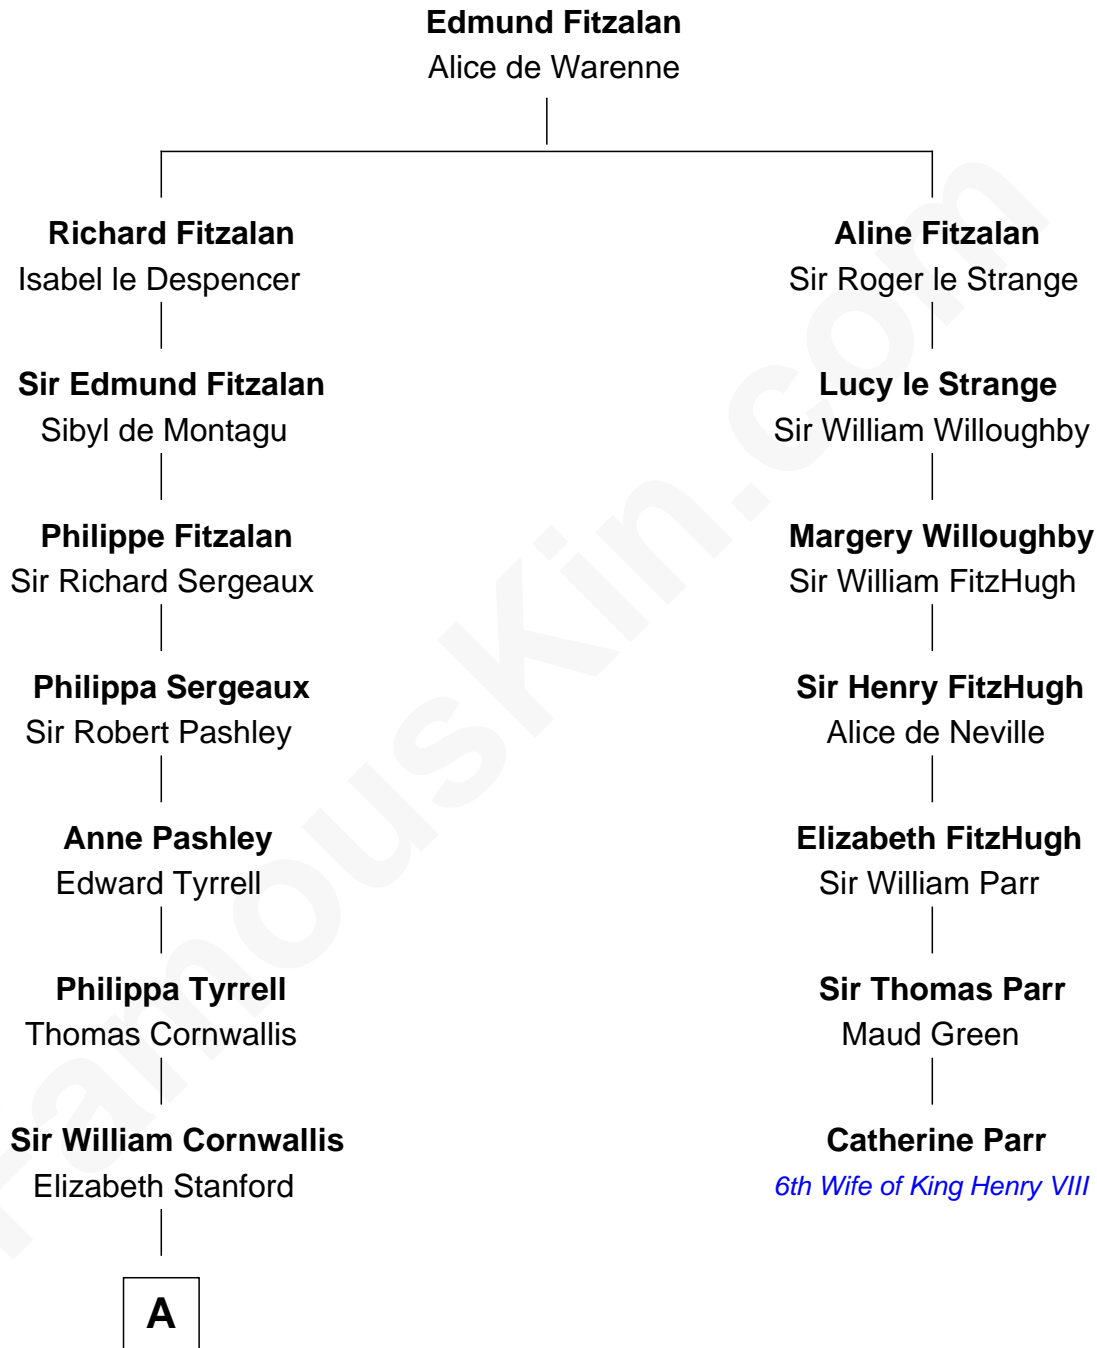 Edmund Fitzalan
Alice de Warenne
Richard Fitzalan
Isabel le Despencer
Aline Fitzalan
Sir Roger le Strange
Sir Edmund Fitzalan
Sibyl de Montagu
Lucy le Strange
Sir William Willoughby
Philippe Fitzalan
Sir Richard Sergeaux
Margery Willoughby
Sir William FitzHugh
Philippa Sergeaux
Sir Robert Pashley
Sir Henry FitzHugh
Alice de Neville
Anne Pashley
Edward Tyrrell
Elizabeth FitzHugh
Sir William Parr
Philippa Tyrrell
Thomas Cornwallis
Sir Thomas Parr
Maud Green
Sir William Cornwallis
Elizabeth Stanford
Catherine Parr
6th Wife of King Henry VIII
A
FamousKin.com